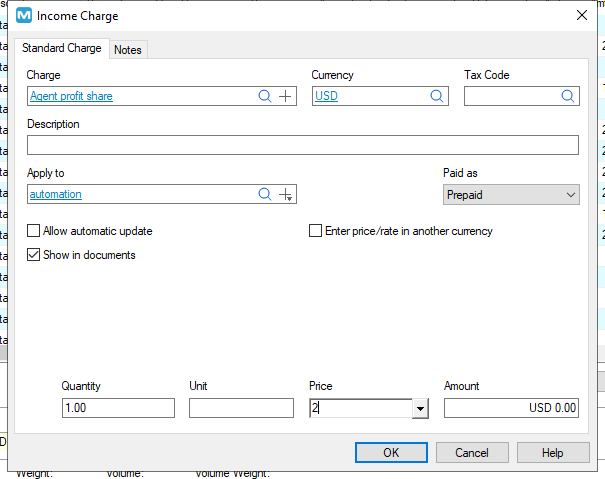 Income Charge
Standard Charge Notes
Charge Currency Tax Code
Agent profit share USD
Description
Apply to Paid as
automation Prepaid
Allow automatic update Enter price/rate in another currency
Show in documents
Quantity Unit Price Amount
1.00 2 USD 0.00
OK Cancel Help
Weight: Volume: Volume Weight: